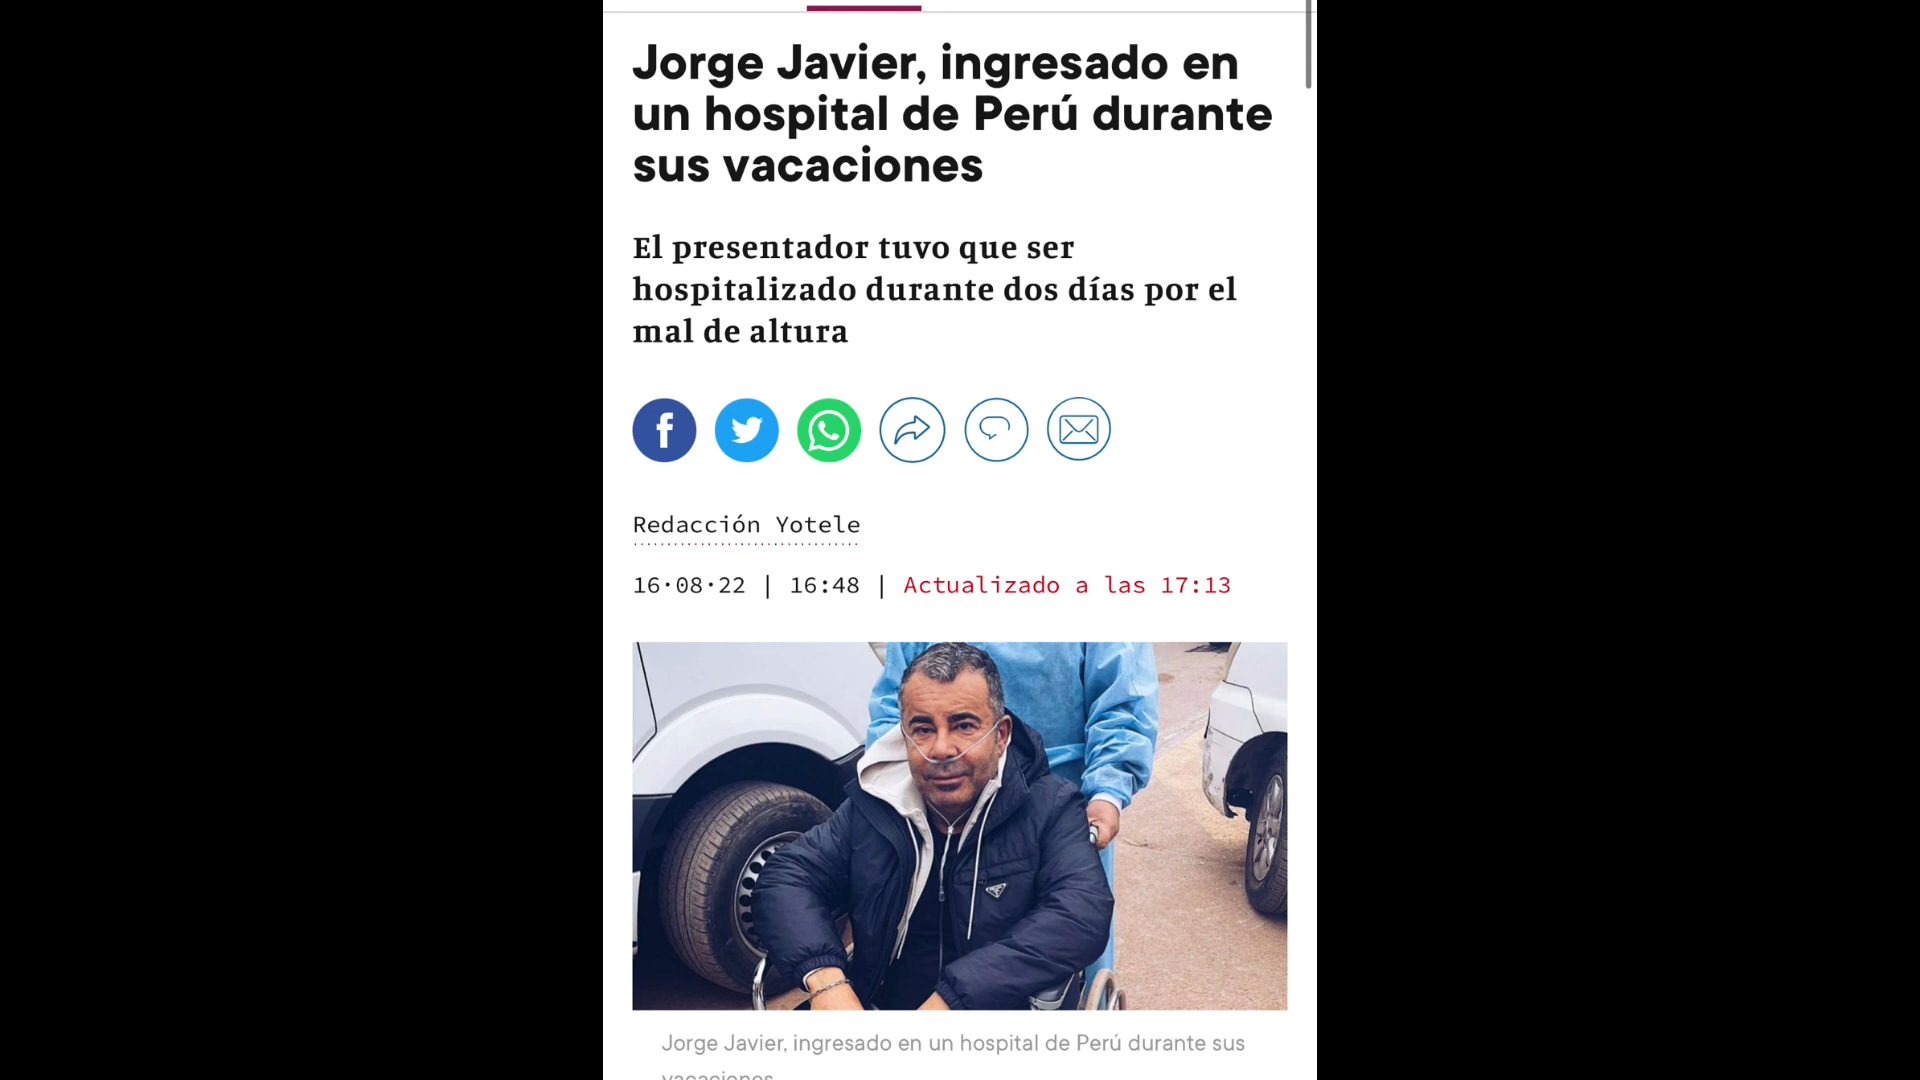 Jorge Javier, ingresado en
un hospital de Perú durante
sus vacaciones
El presentador tuvo que ser
hospitalizado durante dos días por el
mal de altura
Redacción Yotele
16·08·22 | 16:48 | Actualizado a las 17:13
Jorge Javier, ingresado en un hospital de Perú durante sus
vacaciones